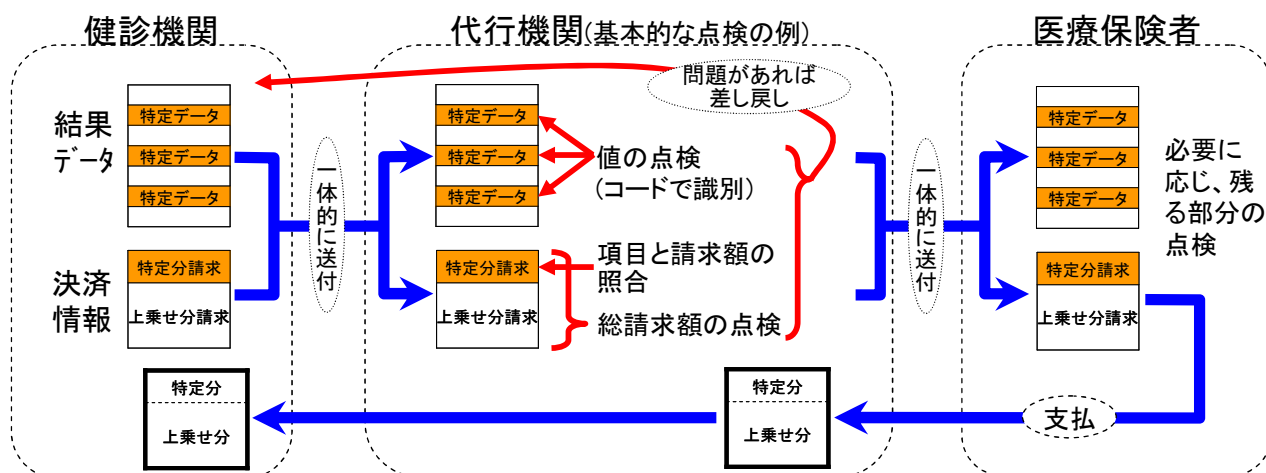 健診機関
結果
データ
特定データ
特定データ
特定データ
決済
情報
特定分請求
上乗せ分請求
特定分
上乗せ分
一体的に送付
代行機関(基本的な点検の例)
問題があれば
差し戻し
特定データ
特定データ
特定データ
値の点検
(コードで識別)
特定分請求
上乗せ分請求
項目と請求額の
照合
総請求額の点検
特定分
上乗せ分
一体的に送付
医療保険者
特定データ
特定データ
特定データ
必要に
応じ、残
る部分の
点検
特定分請求
上乗せ分請求
支払